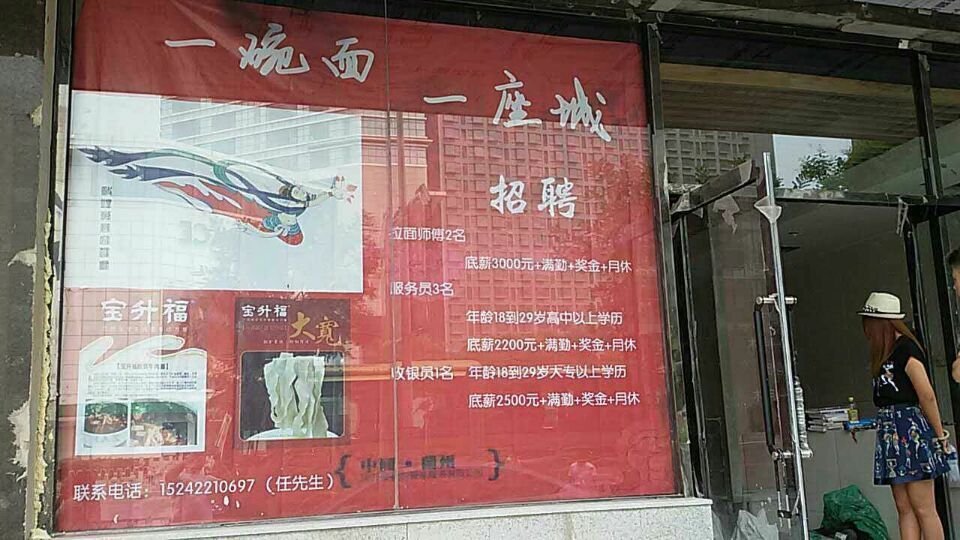 一碗面
一座城
招聘
拉面师傅2名
底薪3000元+满勤+奖金+月休
服务员3名
年龄18到29岁高中以上学历
底薪2200元+满勤+奖金+月休
收银员1名 年龄18到29岁大专以上学历
底薪2500元+满勤+奖金+月休
宝升福
宝升福
大宽
联系电话：15242210697（任先生）